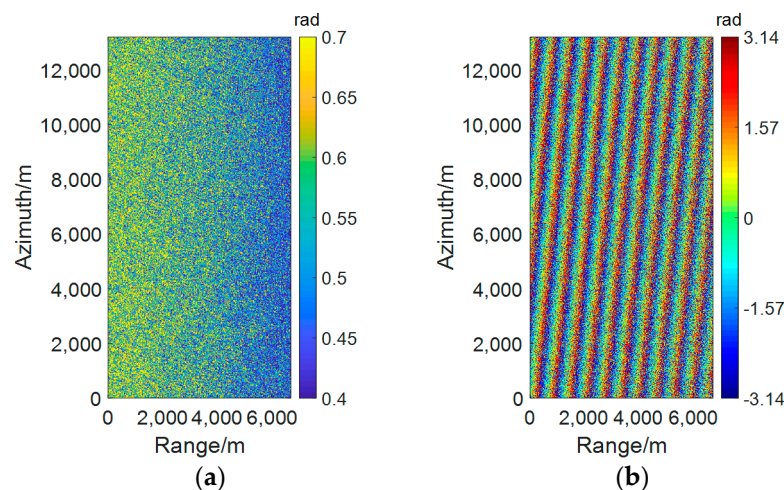 rad
0.7
0.65
0.6
0.55
0.5
0.45
0.4
12,000
10,000
8,000
6,000
4,000
2,000
0
Azimuth/m
0 2,000 4,000 6,000
Range/m
(a)
rad
3.14
1.57
0
-1.57
-3.14
12,000
10,000
8,000
6,000
4,000
2,000
0
Azimuth/m
0 2,000 4,000 6,000
Range/m
(b)